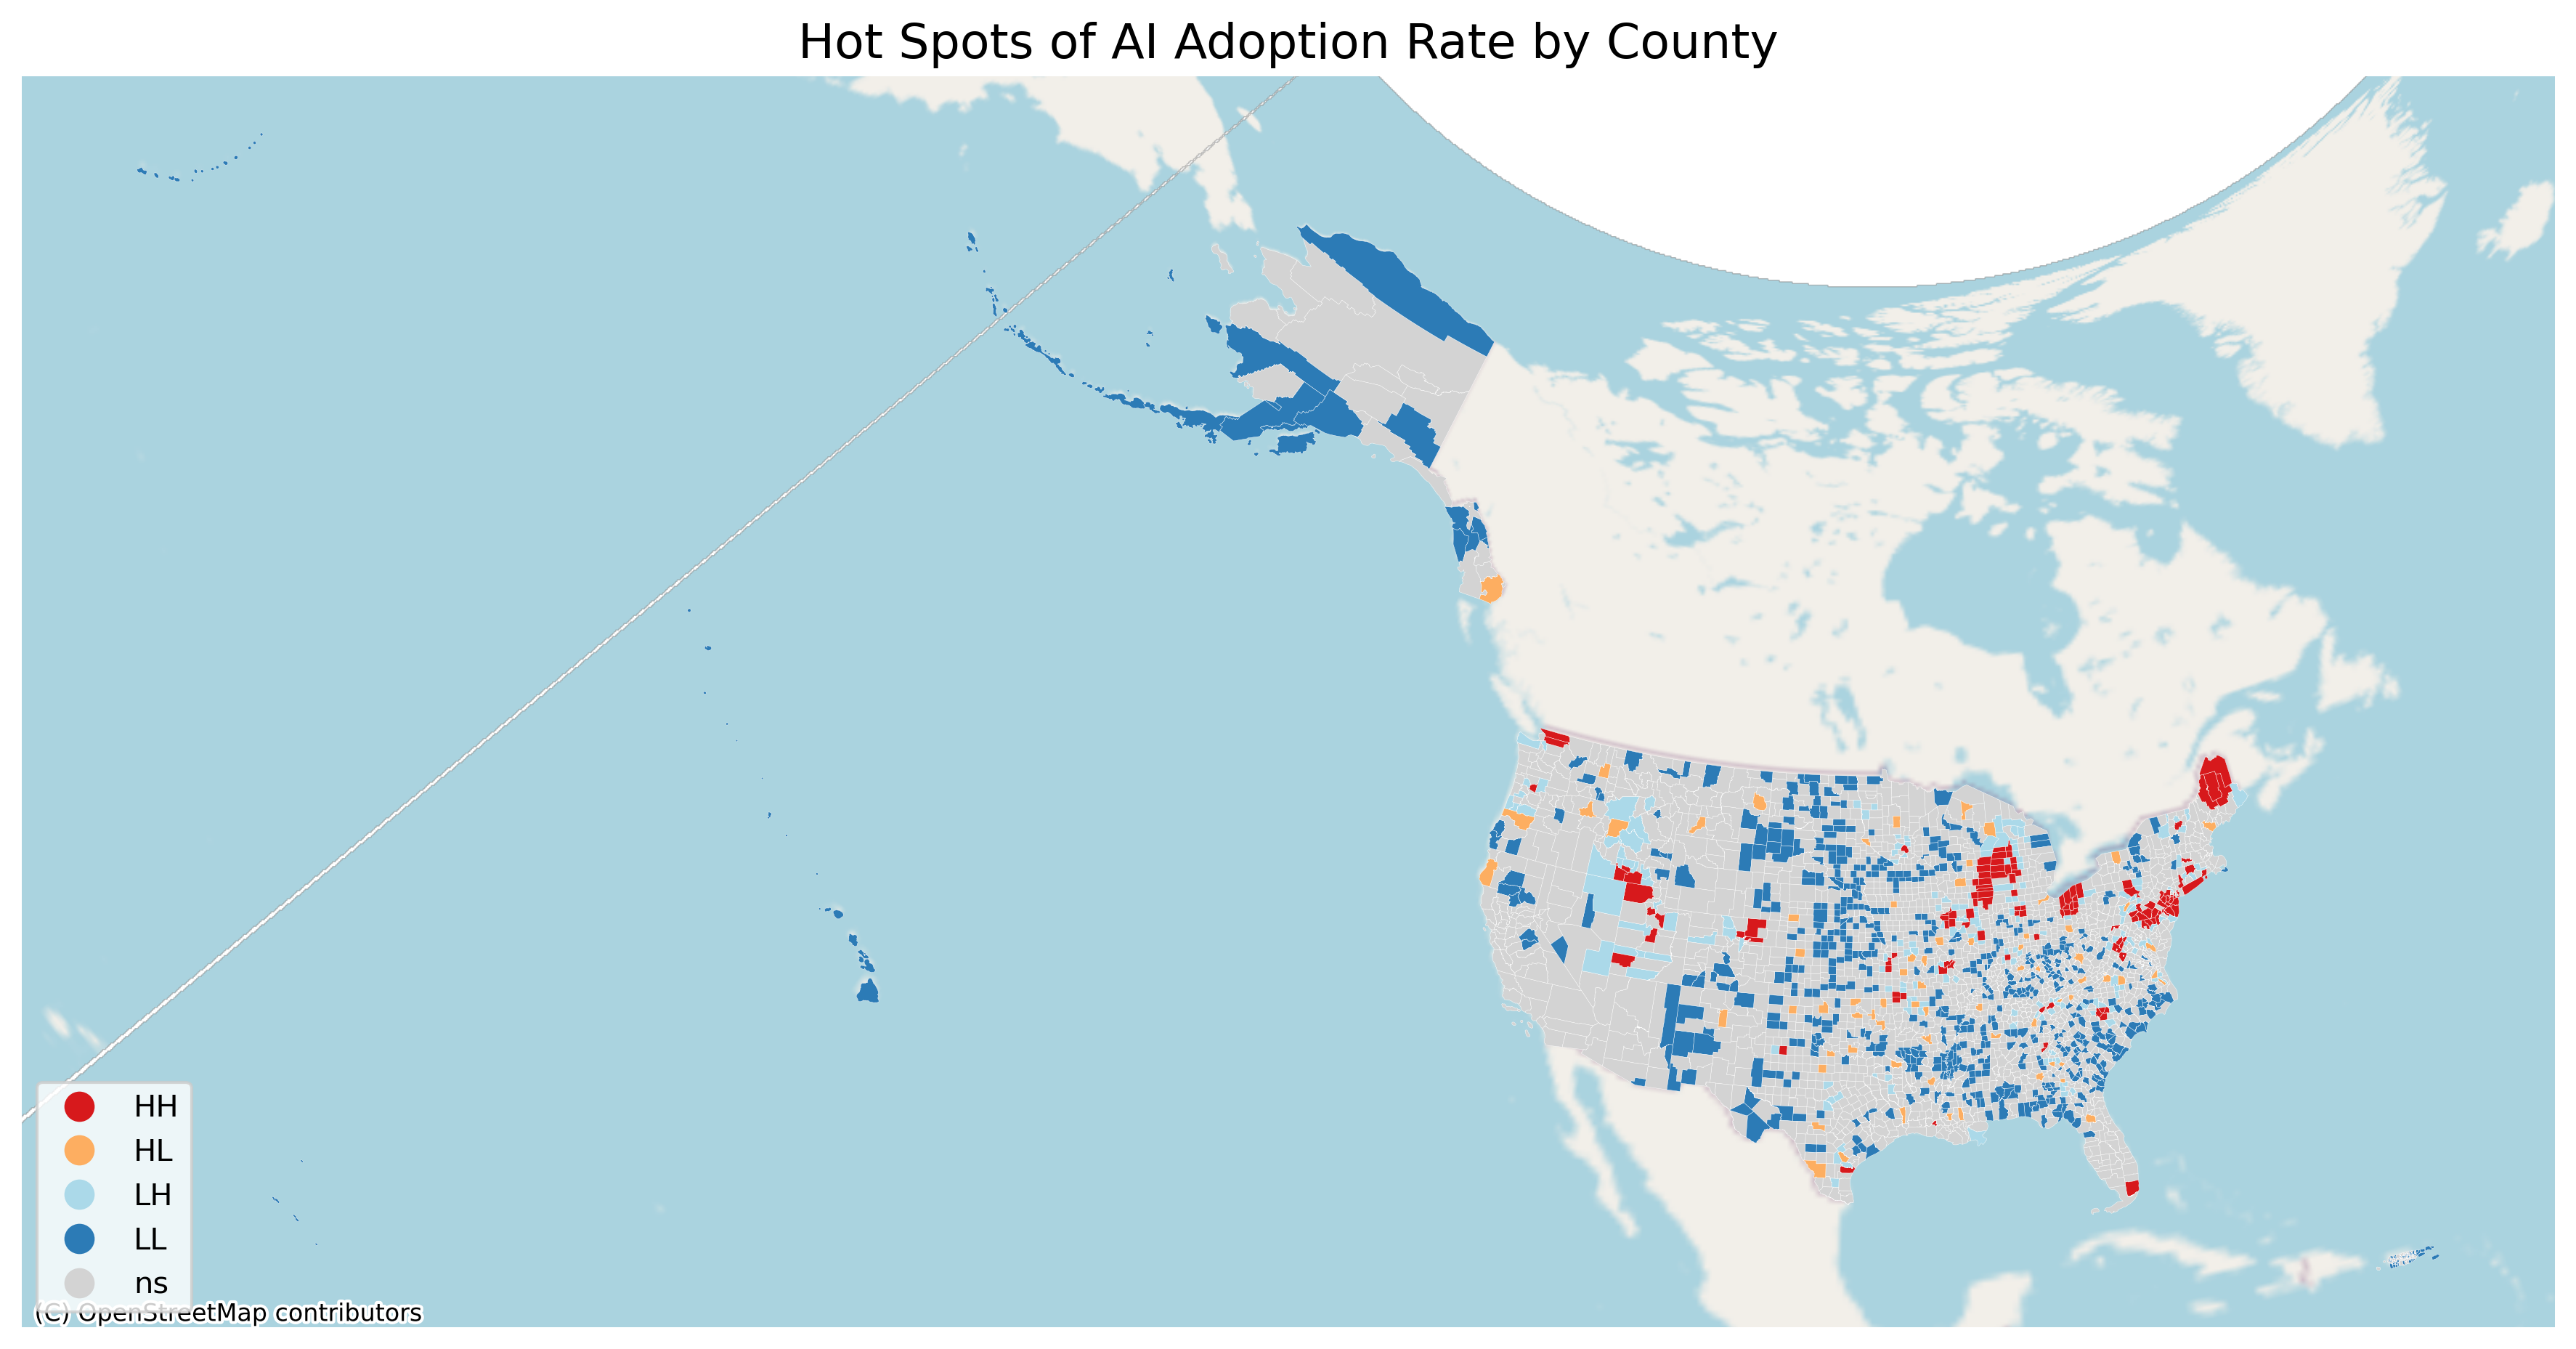 Hot Spots of AI Adoption Rate by County
HH
HL
LH
LL
ns
(C) OpenStreetMap contributors